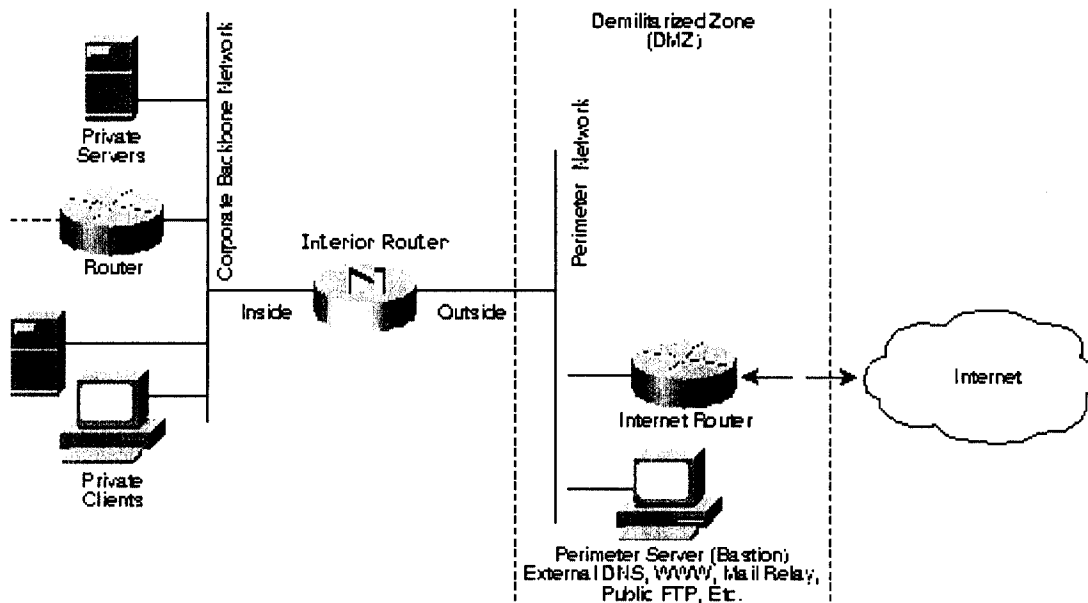 Demilitarized Zone
(DMZ)
Private
Servers
Corporate Backbone Network
Router
Interior Router
Inside
Outside
Perimeter Network
Private
Clients
Internet Router
Internet
Perimeter Server (Bastion)
External DNS, WWW, Mail Relay,
Public FTP, Etc.